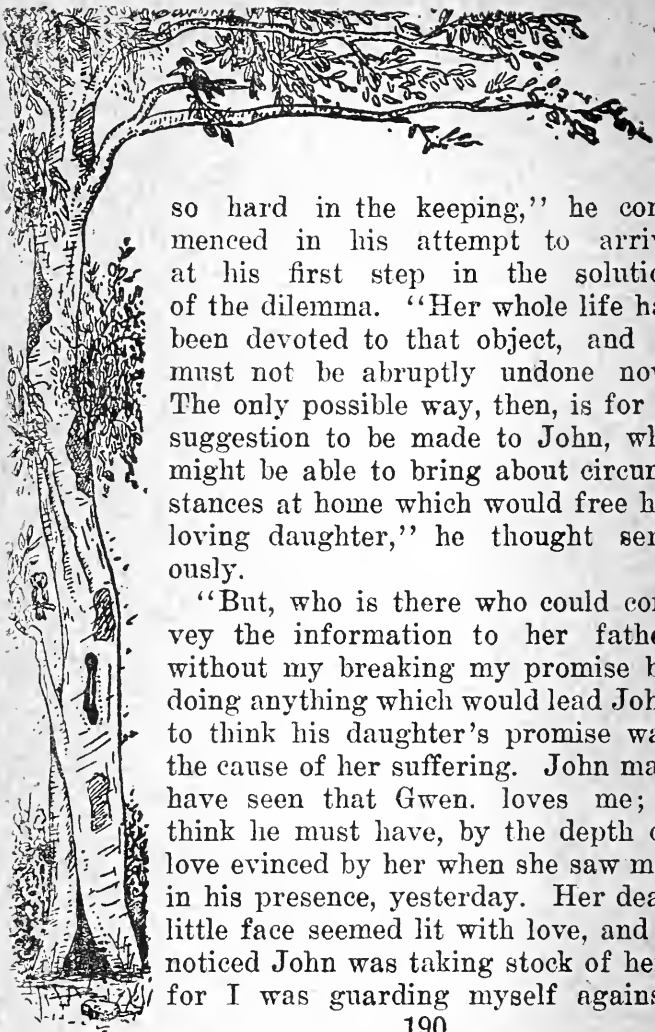 so hard in the keeping," he
menced in his attempt to arri
at his first step in the soluti
of the dilemma. "Her whole life ha
been devoted to that object, and
must not be abruptly undone no
The only possible way, then, is for
suggestion to be made to John, wh
might be able to bring about circum
stances at home which would free h
loving daughter," he thought ser
ously.
"But, who is there who could con
vey the information to her fathe
without my breaking my promise b
doing anything which would lead Joh
to think his daughter's promise wa
the cause of her suffering. John ma
have seen that Gwen. loves me;
think he must have, by the depth o
love evinced by her when she saw m
in his presence, yesterday. Her dea
little face seemed lit with love, and
noticed John was taking stock of he
for I was guarding myself agains
190